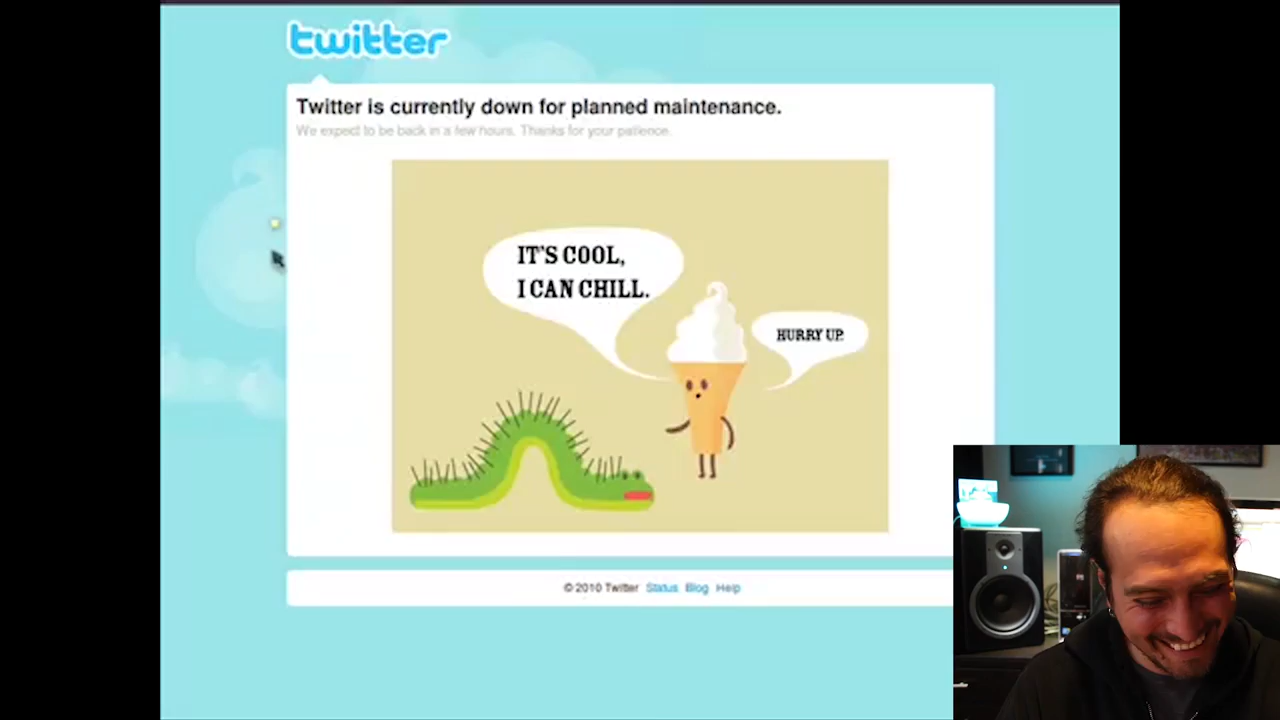 twitter
Twitter is currently down for planned maintenance.
We expect to be back in a few hours. Thanks for your patience.
IT'S COOL,
I CAN CHILL.
HURRY UP.
© 2010 Twitter Status Blog Help